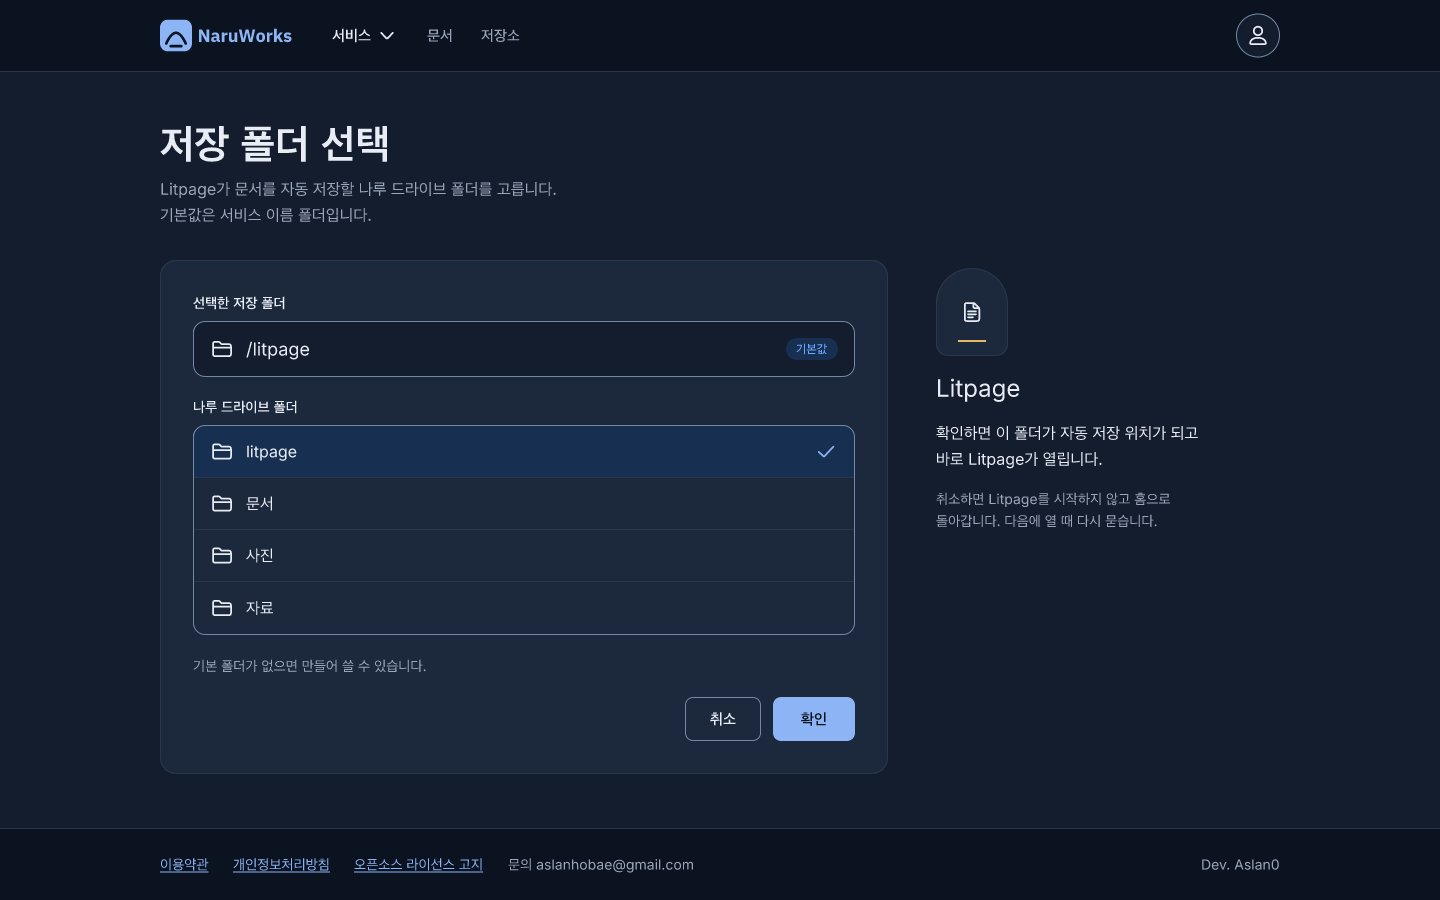 NaruWorks
서비스
문서
저장소
저장 폴더 선택
Litpage가 문서를 자동 저장할 나루 드라이브 폴더를 고릅니다.
기본값은 서비스 이름 폴더입니다.
선택한 저장 폴더
/litpage
기본값
나루 드라이브 폴더
litpage
문서
사진
자료
기본 폴더가 없으면 만들어 쓸 수 있습니다.
취소
확인
Litpage
확인하면 이 폴더가 자동 저장 위치가 되고
바로 Litpage가 열립니다.
취소하면 Litpage를 시작하지 않고 홈으로
돌아갑니다. 다음에 열 때 다시 묻습니다.
이용약관
개인정보처리방침
오픈소스 라이선스 고지
문의 aslanhobae@gmail.com
Dev. Aslan0